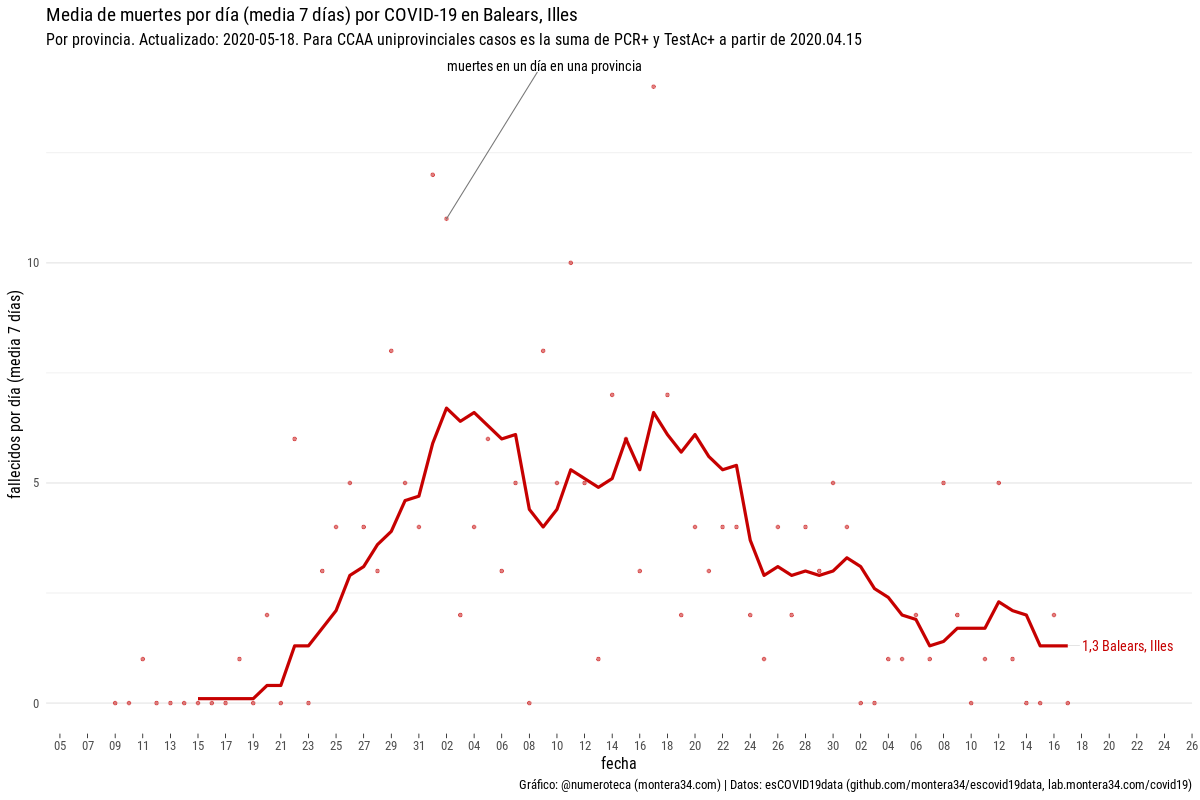 Media de muertes por día (media 7 días) por COVID-19 en Balears, Illes
Por provincia. Actualizado: 2020-05-18. Para CCAA uniprovinciales casos es la suma de PCR+ y TestAc+ a partir de 2020.04.15
muertes en un día en una provincia
10
5
0
fallecidos por día (media 7 días)
1,3 Balears, Illes
05 07 09 11 13 15 17 19 21 23 25 27 29 31 02 04 06 08 10 12 14 16 18 20 22 24 26 28 30 02 04 06 08 10 12 14 16 18 20 22 24 26
fecha
Gráfico: @numeroteca (montera34.com) | Datos: esCOVID19data (github.com/montera34/escovid19data, lab.montera34.com/covid19)